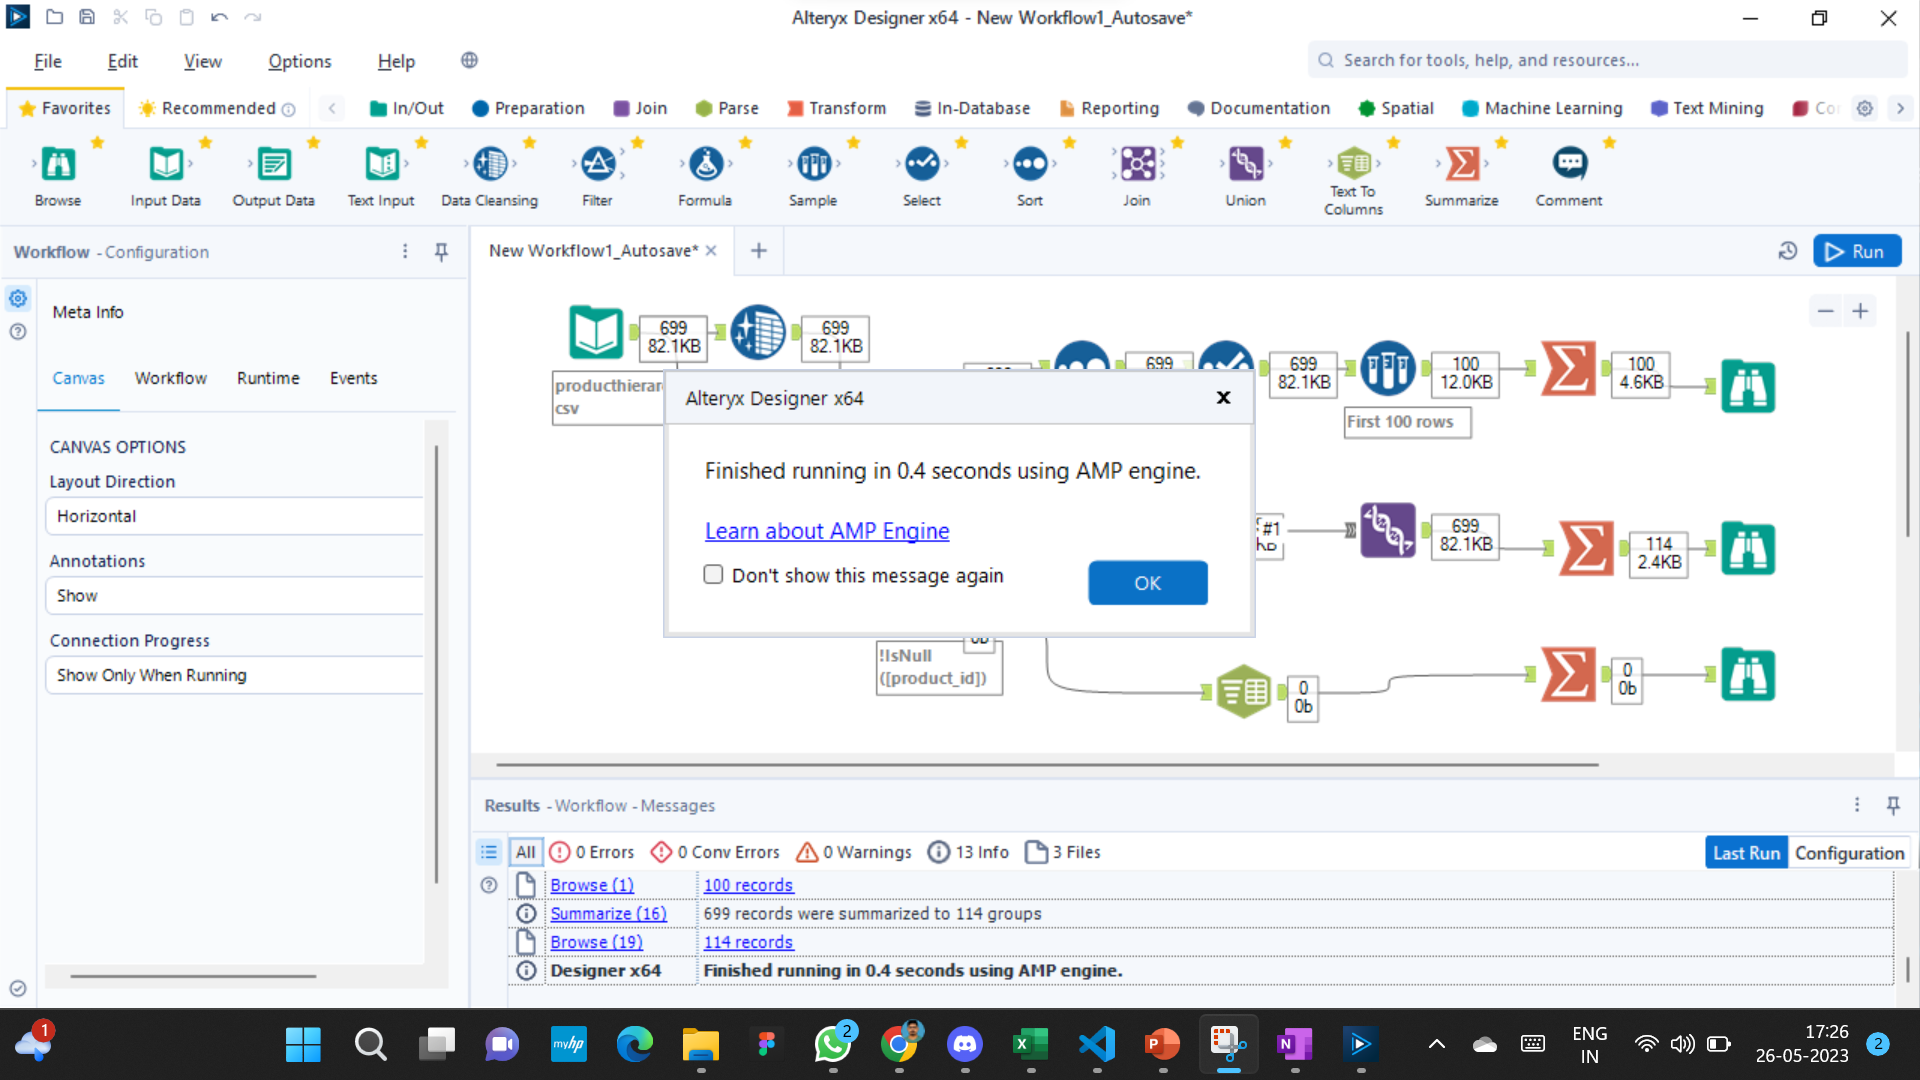 Alteryx Designer x64 - New Workflow1_Autosave*
File Edit View Options Help
Search for tools, help, and resources...
Favorites Recommended In/Out Preparation Join Parse Transform In-Database Reporting Documentation Spatial Machine Learning Text Mining Co
Browse Input Data Output Data Text Input Data Cleansing Filter Formula Sample Select Sort Join Union Text To Columns Summarize Comment
Workflow - Configuration
New Workflow1_Autosave*
Run
Meta Info
Canvas Workflow Runtime Events
CANVAS OPTIONS
Layout Direction
Horizontal
Annotations
Show
Connection Progress
Show Only When Running
699
82.1KB
699
82.1KB
producthierar
csv
699
699
82.1KB
100
12.0KB
100
4.6KB
First 100 rows
Alteryx Designer x64
Finished running in 0.4 seconds using AMP engine.
Learn about AMP Engine
Don't show this message again
OK
#1
699
82.1KB
114
2.4KB
!IsNull
([product_id])
0
0b
0
0b
Results - Workflow - Messages
All 0 Errors 0 Conv Errors 0 Warnings 13 Info 3 Files
Last Run Configuration
Browse (1) 100 records
Summarize (16) 699 records were summarized to 114 groups
Browse (19) 114 records
Designer x64 Finished running in 0.4 seconds using AMP engine.
1
myhp
2
ENG
IN
17:26
26-05-2023
2